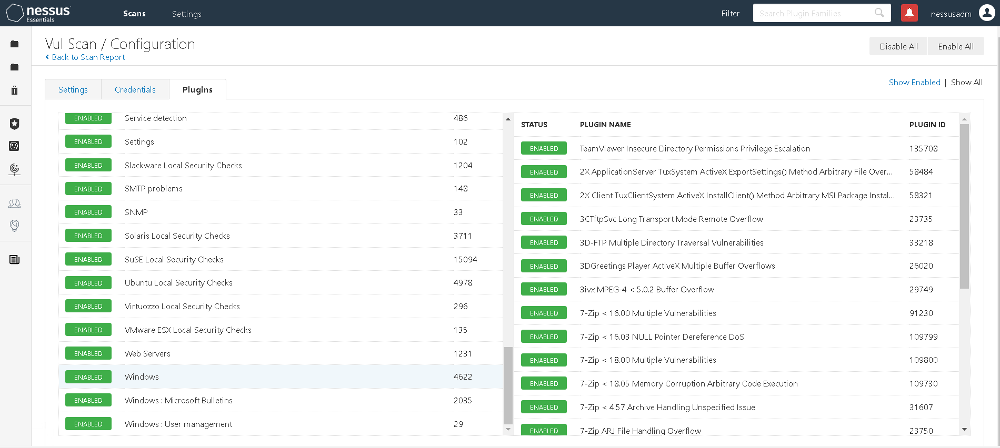 nessus
Essentials
Scans
Settings
Filter
Search Plugin Families
nessusadm
Vul Scan / Configuration
Back to Scan Report
Disable All
Enable All
Settings
Credentials
Plugins
Show Enabled | Show All
ENABLED Service detection 486
ENABLED Settings 102
ENABLED Slackware Local Security Checks 1204
ENABLED SMTP problems 148
ENABLED SNMP 33
ENABLED Solaris Local Security Checks 3711
ENABLED SuSE Local Security Checks 15094
ENABLED Ubuntu Local Security Checks 4978
ENABLED Virtuozzo Local Security Checks 296
ENABLED VMware ESX Local Security Checks 135
ENABLED Web Servers 1231
ENABLED Windows 4622
ENABLED Windows : Microsoft Bulletins 2035
ENABLED Windows : User management 29
STATUS PLUGIN NAME PLUGIN ID
ENABLED TeamViewer Insecure Directory Permissions Privilege Escalation 135708
ENABLED 2X ApplicationServer TuxSystem ActiveX ExportSettings() Method Arbitrary File Over... 58484
ENABLED 2X Client TuxClientSystem ActiveX InstallClient() Method Arbitrary MSI Package Instal... 58321
ENABLED 3CTftpSvc Long Transport Mode Remote Overflow 23735
ENABLED 3D-FTP Multiple Directory Traversal Vulnerabilities 33218
ENABLED 3DGreetings Player ActiveX Multiple Buffer Overflows 26020
ENABLED 3ivx MPEG-4 < 5.0.2 Buffer Overflow 29749
ENABLED 7-Zip < 16.00 Multiple Vulnerabilities 91230
ENABLED 7-Zip < 16.03 NULL Pointer Dereference DoS 109799
ENABLED 7-Zip < 18.00 Multiple Vulnerabilities 109800
ENABLED 7-Zip < 18.05 Memory Corruption Arbitrary Code Execution 109730
ENABLED 7-Zip < 4.57 Archive Handling Unspecified Issue 31607
ENABLED 7-Zip ARJ File Handling Overflow 23750